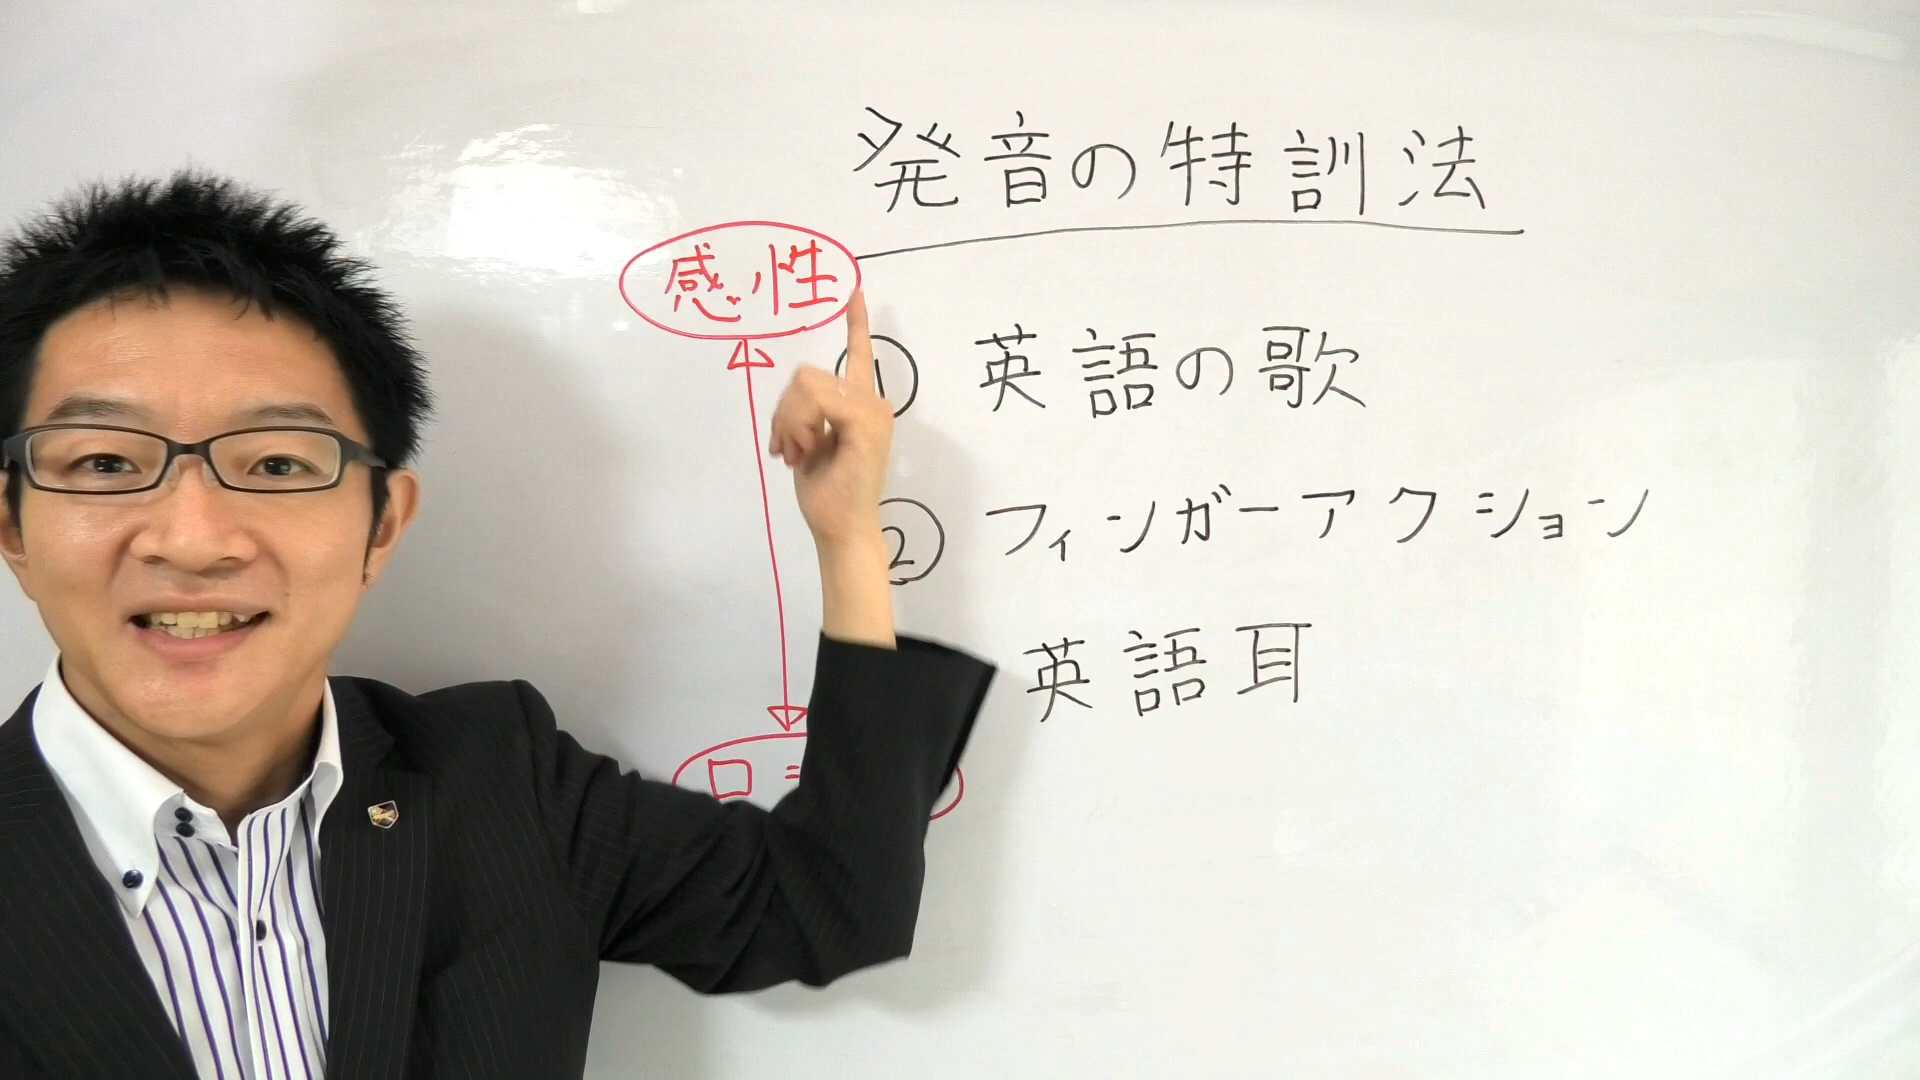 発音の特訓法
感性
① 英語の歌
② フィンガーアクション
英語耳